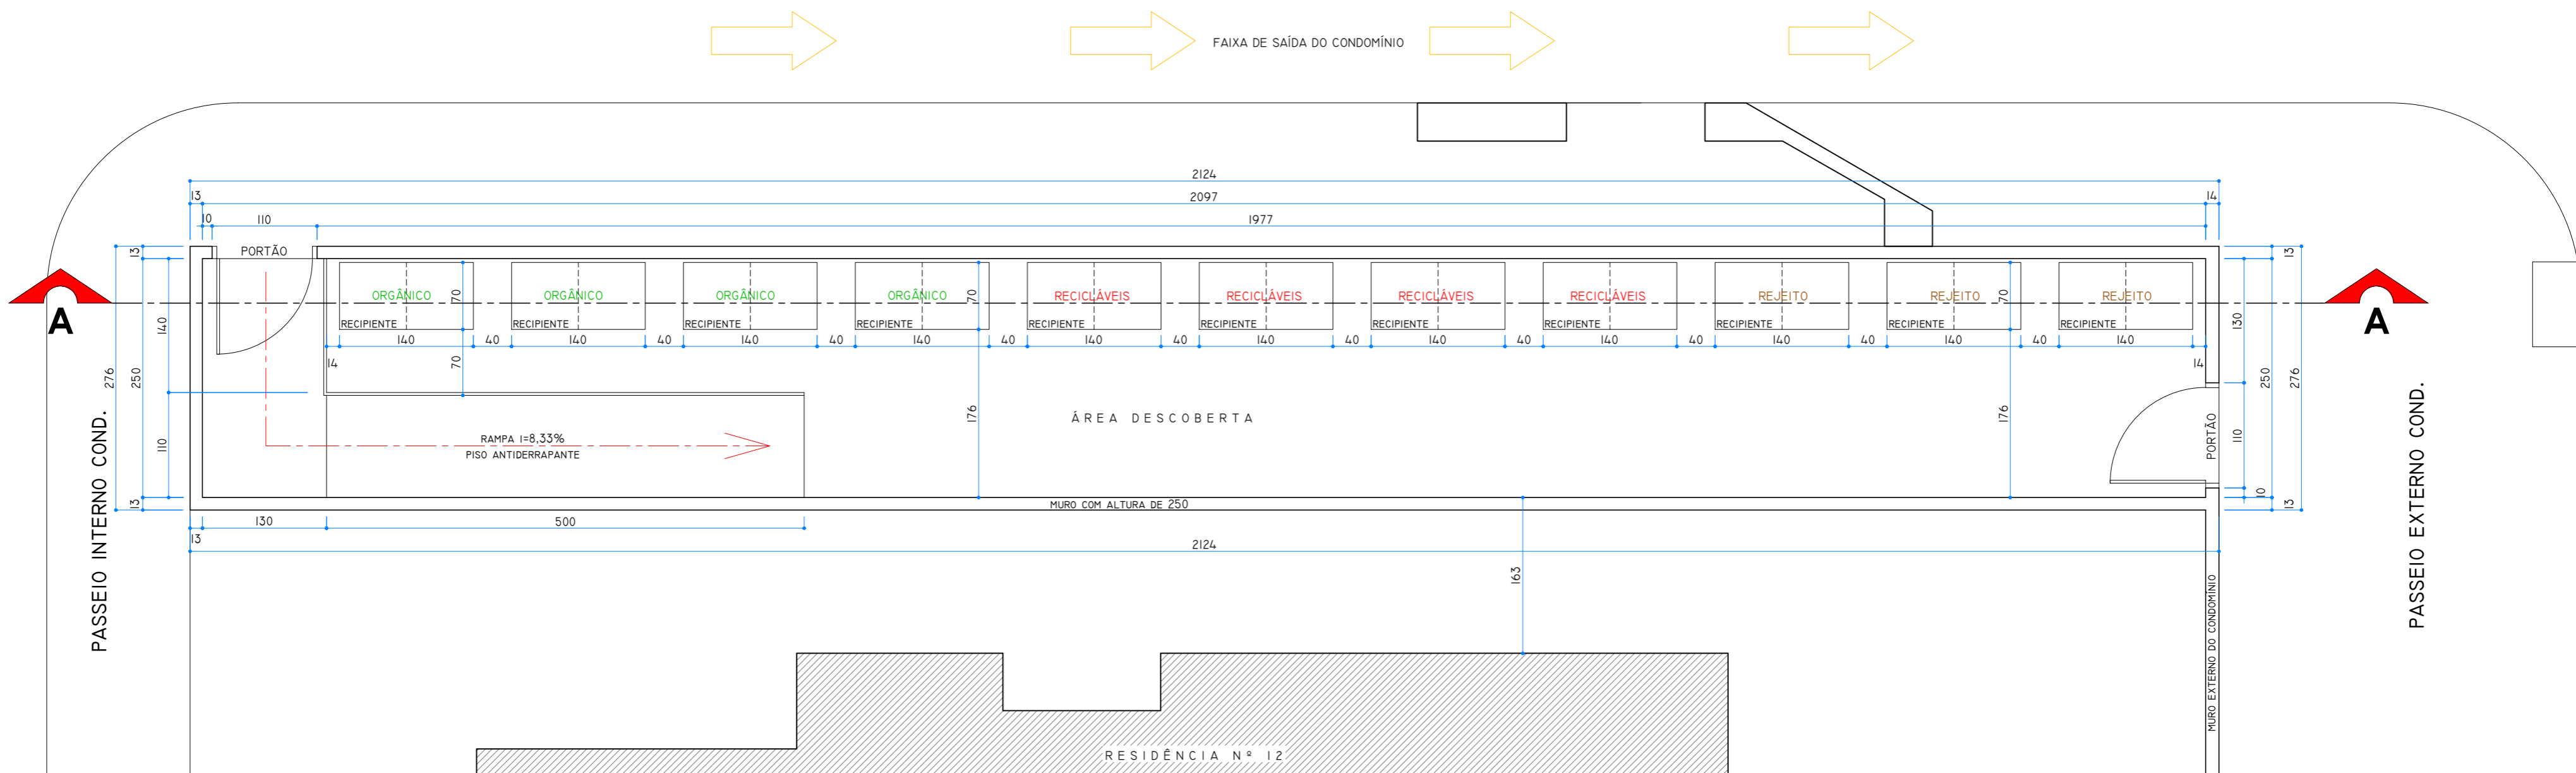 FAIXA DE SAÍDA DO CONDOMÍNIO
2124
13
2097
14
10
110
1977
PORTÃO
13
276
250
140
110
13
13
250
276
130
110
10
13
ORGÂNICO
ORGÂNICO
ORGÂNICO
ORGÂNICO
RECICLÁVEIS
RECICLÁVEIS
RECICLÁVEIS
RECICLÁVEIS
REJEITO
REJEITO
REJEITO
70
70
70
RECIPIENTE
RECIPIENTE
RECIPIENTE
RECIPIENTE
RECIPIENTE
RECIPIENTE
RECIPIENTE
RECIPIENTE
RECIPIENTE
RECIPIENTE
RECIPIENTE
A
A
140
40
140
40
140
40
140
40
140
40
140
40
140
40
140
40
140
40
140
40
140
14
14
70
176
176
ÁREA DESCOBERTA
RAMPA I=8,33%
PISO ANTIDERRAPANTE
PORTÃO
MURO COM ALTURA DE 250
130
500
13
2124
163
PASSEIO INTERNO COND.
PASSEIO EXTERNO COND.
MURO EXTERNO DO CONDOMÍNIO
RESIDÊNCIA Nº 12